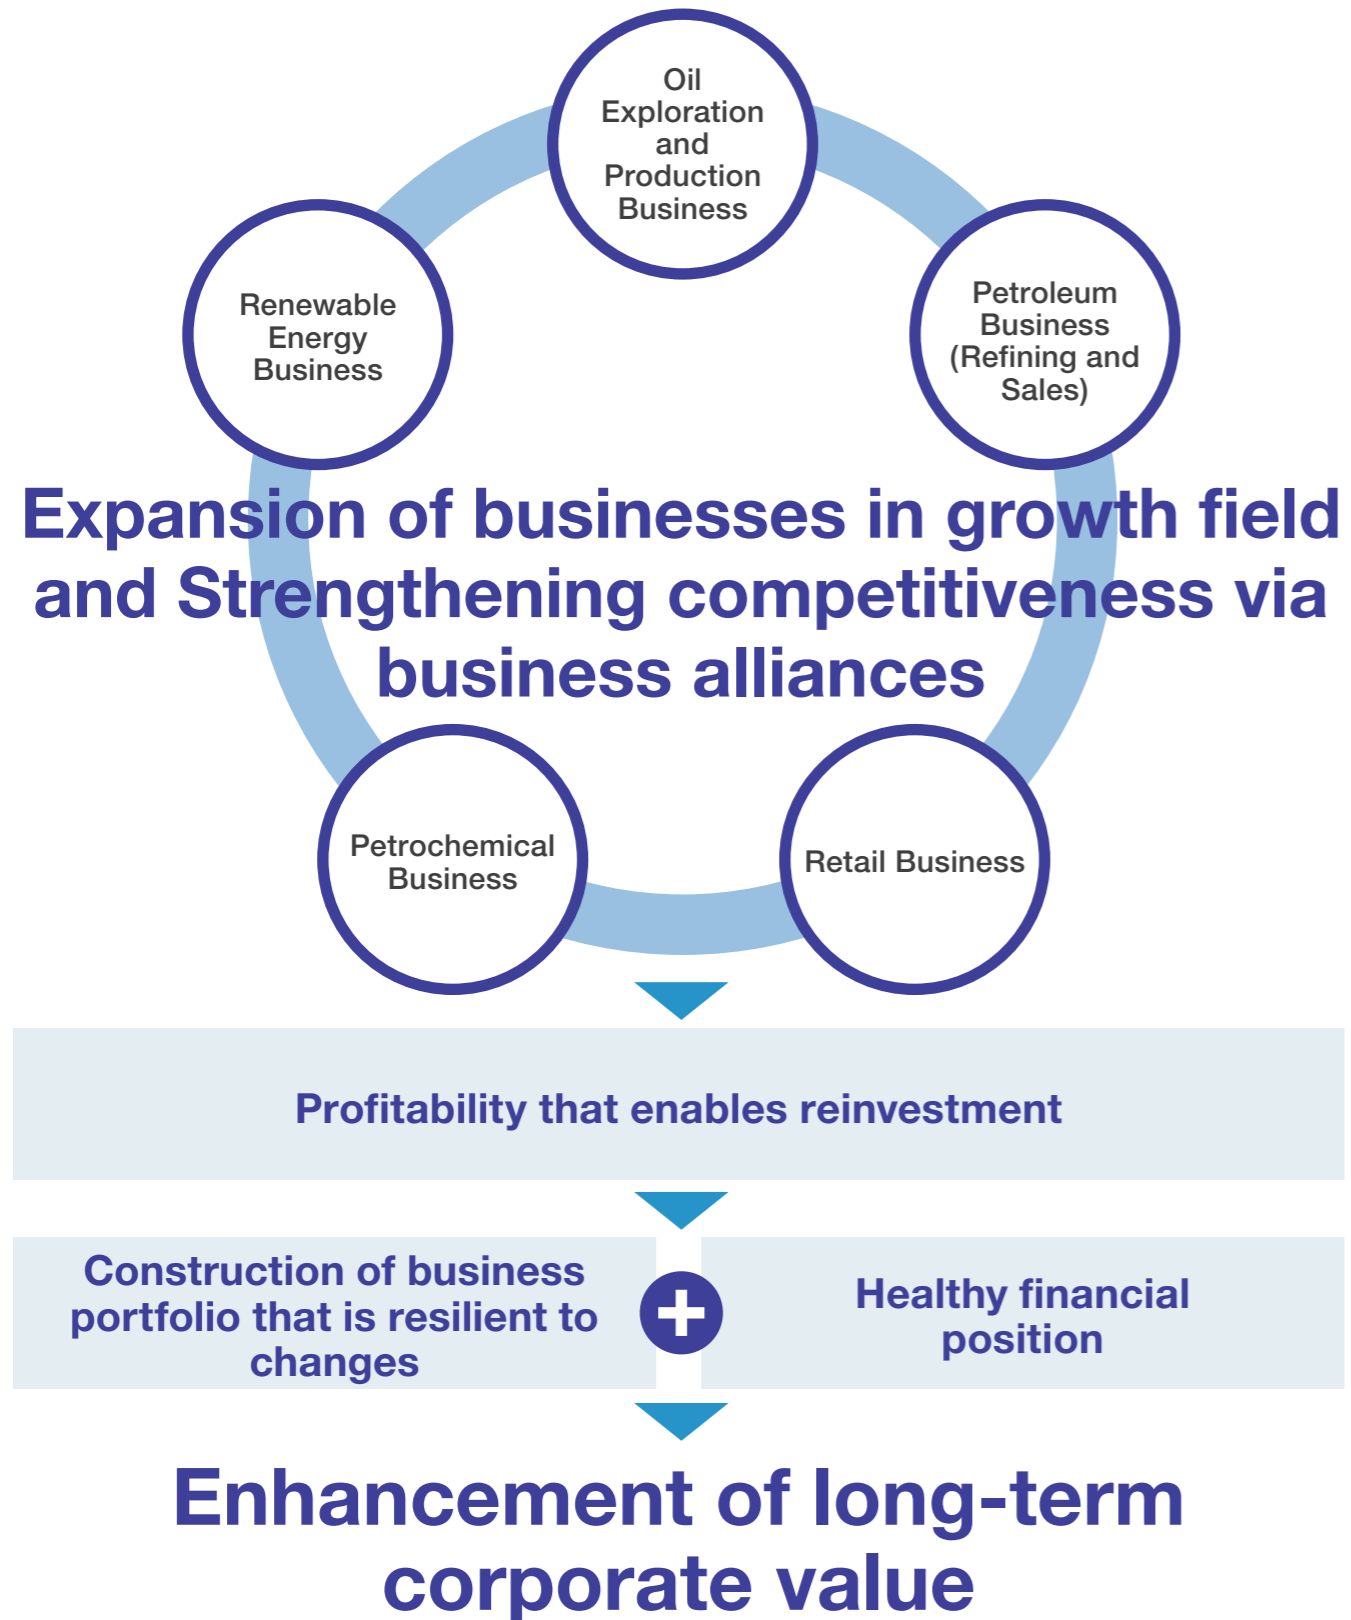 Oil
Exploration
and
Production
Business
Renewable
Energy
Business
Petroleum
Business
(Refining and
Sales)
Expansion of businesses in growth field
and Strengthening competitiveness via
business alliances
Petrochemical
Business
Retail Business
Profitability that enables reinvestment
Construction of business
portfolio that is resilient to
changes
+
Healthy financial
position
Enhancement of long-term
corporate value